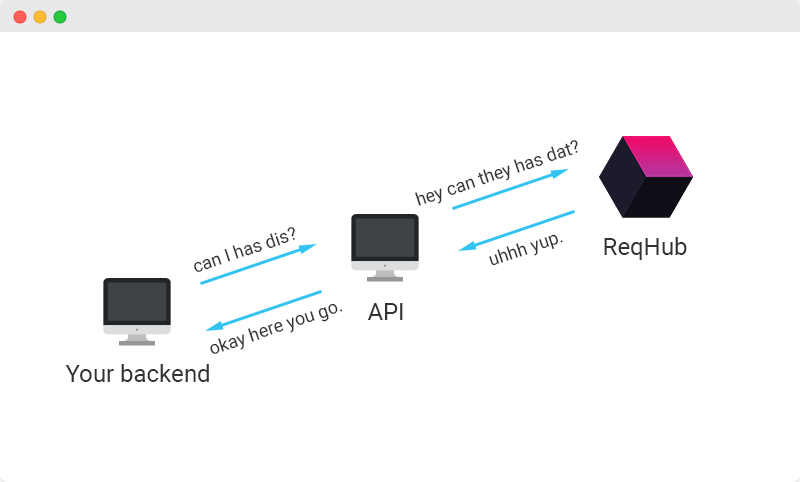 hey can they has dat?
uhhh yup.
ReqHub
can I has dis?
okay here you go.
API
Your backend